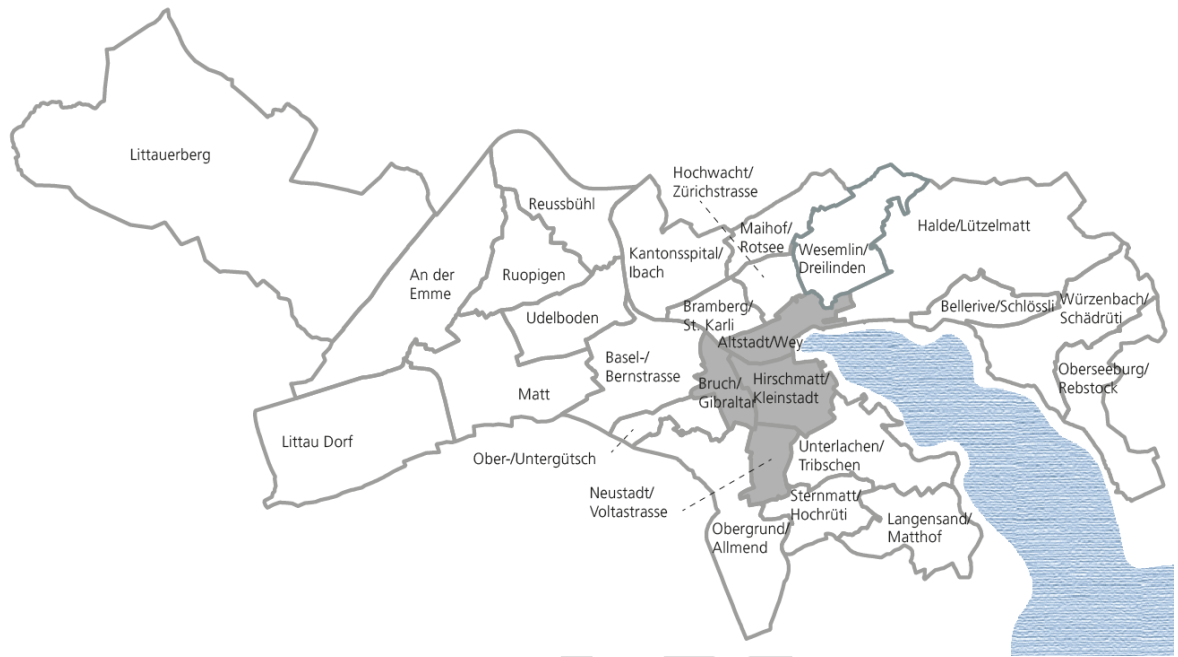 Littauerberg
Reussbühl
An der
Emme
Ruopigen
Udelboden
Hochwacht/
Zürichstrasse
Kantonsspital/
Ibach
Maihof/
Rotsee
Wesemlin/
Dreilinden
Halde/Lützelmatt
Bramberg/
St. Karli
Altstadt/Wey
Bellerive/Schlössli
Würzenbach/
Schädrüti
Oberseeburg/
Rebstock
Basel-/
Bernstrasse
Matt
Bruch/
Gibraltar
Hirschmatt/
Kleinstadt
Littau Dorf
Ober-/Untergütsch
Neustadt/
Voltastrasse
Unterlachen/
Tribschen
Sternmatt/
Hochrüti
Obergrund/
Allmend
Langensand/
Matthof